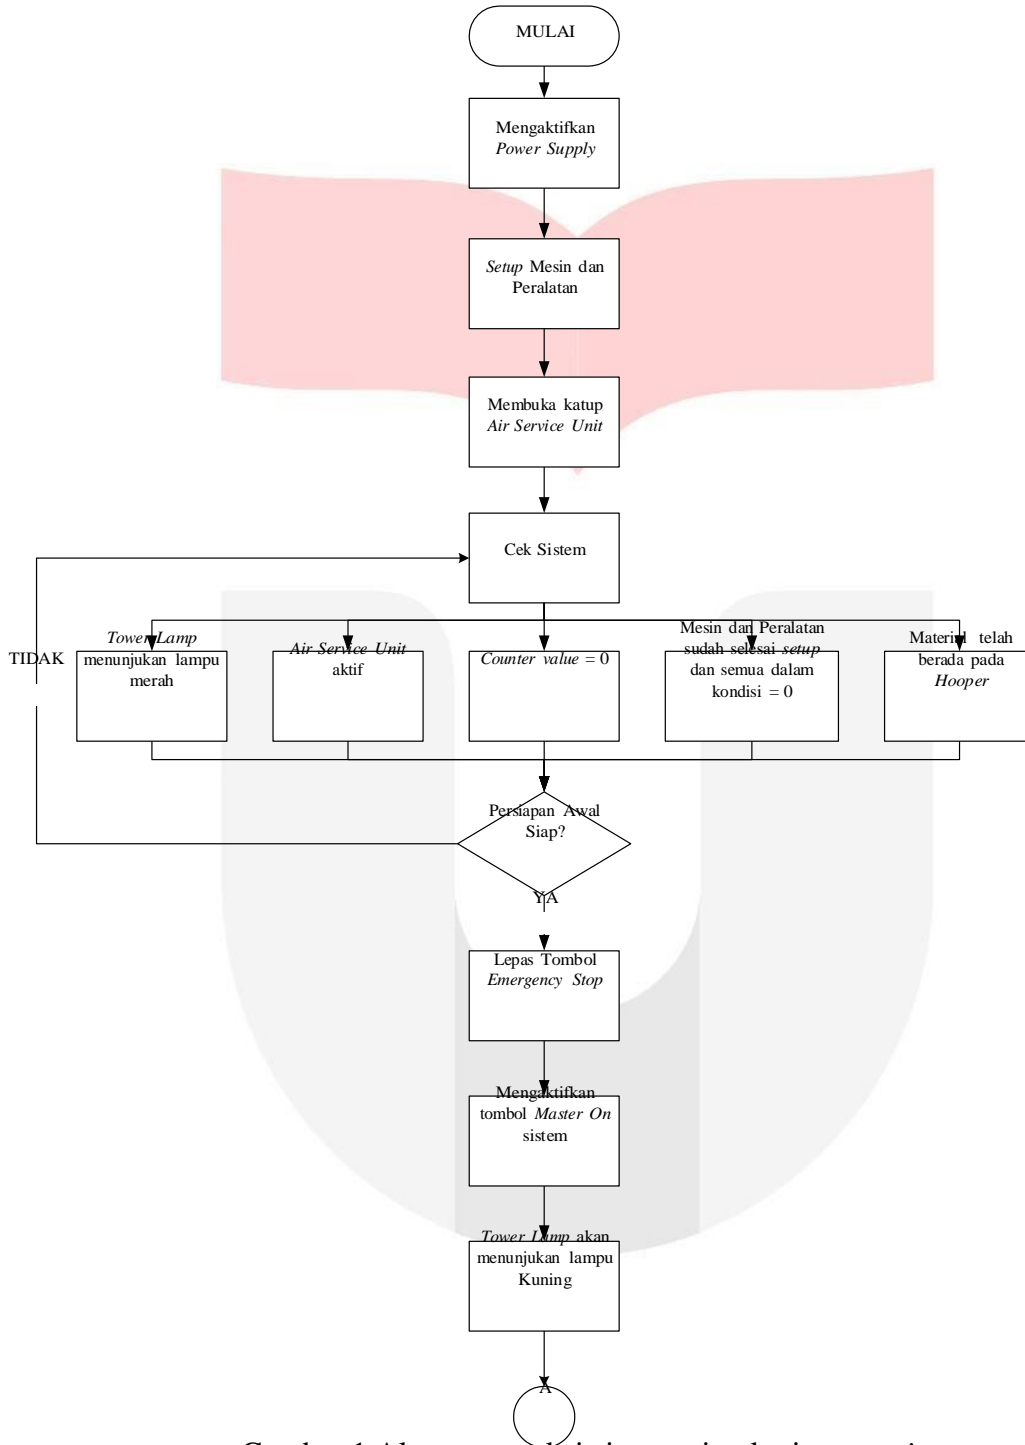 MULAI
Mengaktifkan
Power Supply
Setup Mesin dan
Peralatan
Membuka katup
Air Service Unit
Cek Sistem
TIDAK
Tower Lamp
menunjukan lampu
merah
Air Service Unit
aktif
Counter value = 0
Mesin dan Peralatan
sudah selesai setup
dan semua dalam
kondisi = 0
Material telah
berada pada
Hooper
Persiapan Awal
Siap?
YA
Lepas Tombol
Emergency Stop
Mengaktifkan
tombol Master On
sistem
Tower Lamp akan
menunjukan lampu
Kuning
A